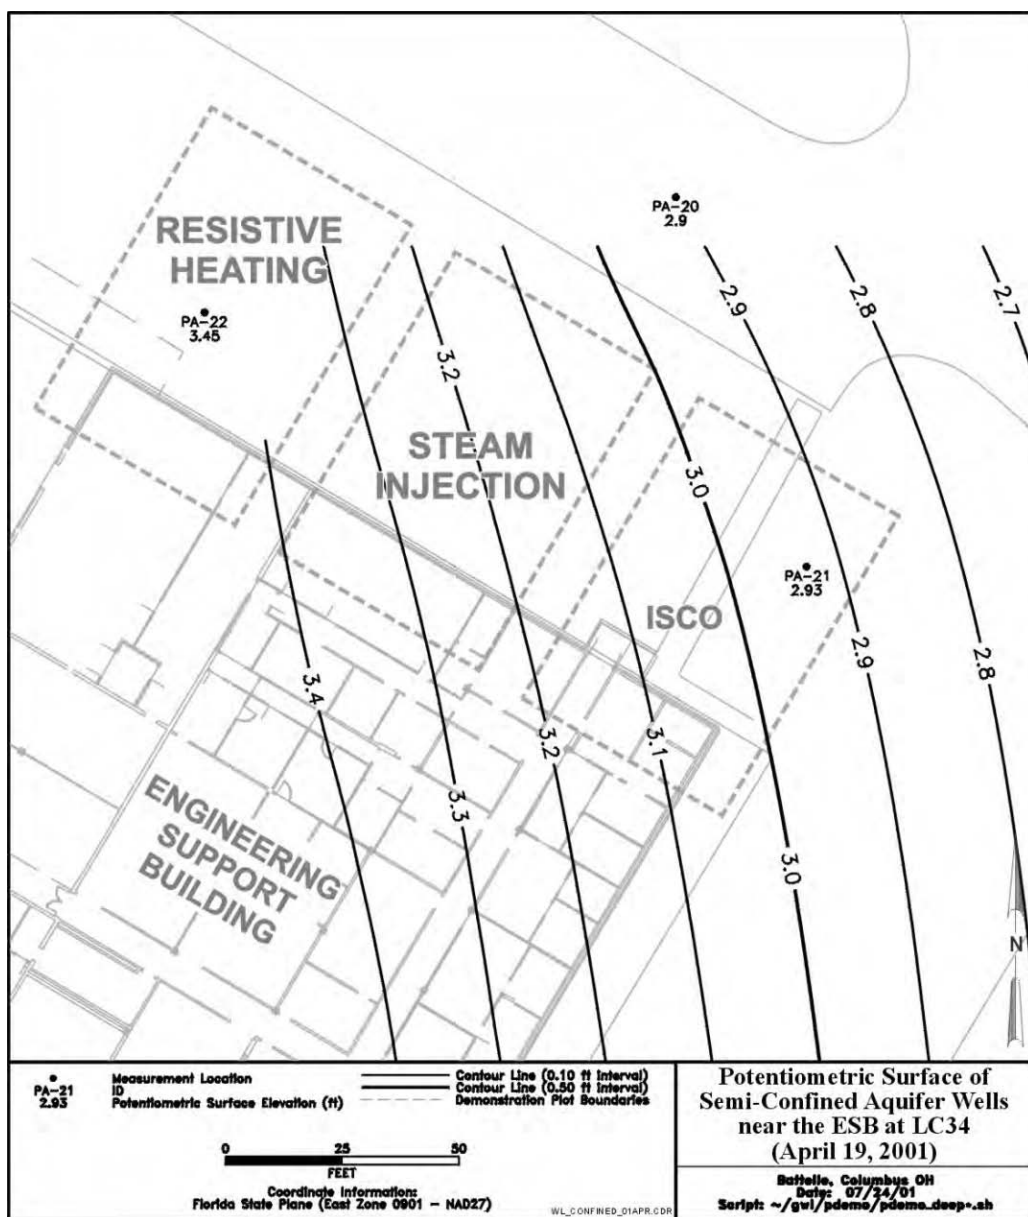 PA-20
2.9
RESISTIVE
HEATING
PA-22
3.45
2.9
2.8
2.7
3.2
STEAM
INJECTION
3.0
PA-21
2.93
ISCO
2.9
2.8
3.4
3.2
3.1
3.3
3.0
ENGINEERING
SUPPORT
BUILDING
N
PA-21
2.93
Measurement Location
ID
Potentiometric Surface Elevation (ft)
Contour Line (0.10 ft interval)
Contour Line (0.50 ft interval)
Demonstration Plot Boundaries
0 25 50
FEET
Coordinate Information:
Florida State Plane (East Zone 0901 - NAD27)
WL_CONFINED_01APR.CDR
Potentiometric Surface of
Semi-Confined Aquifer Wells
near the ESB at LC34
(April 19, 2001)
Battelle, Columbus OH
Date: 07/24/01
Script: ~/gwl/pdemo/pdemo_deep*.sh